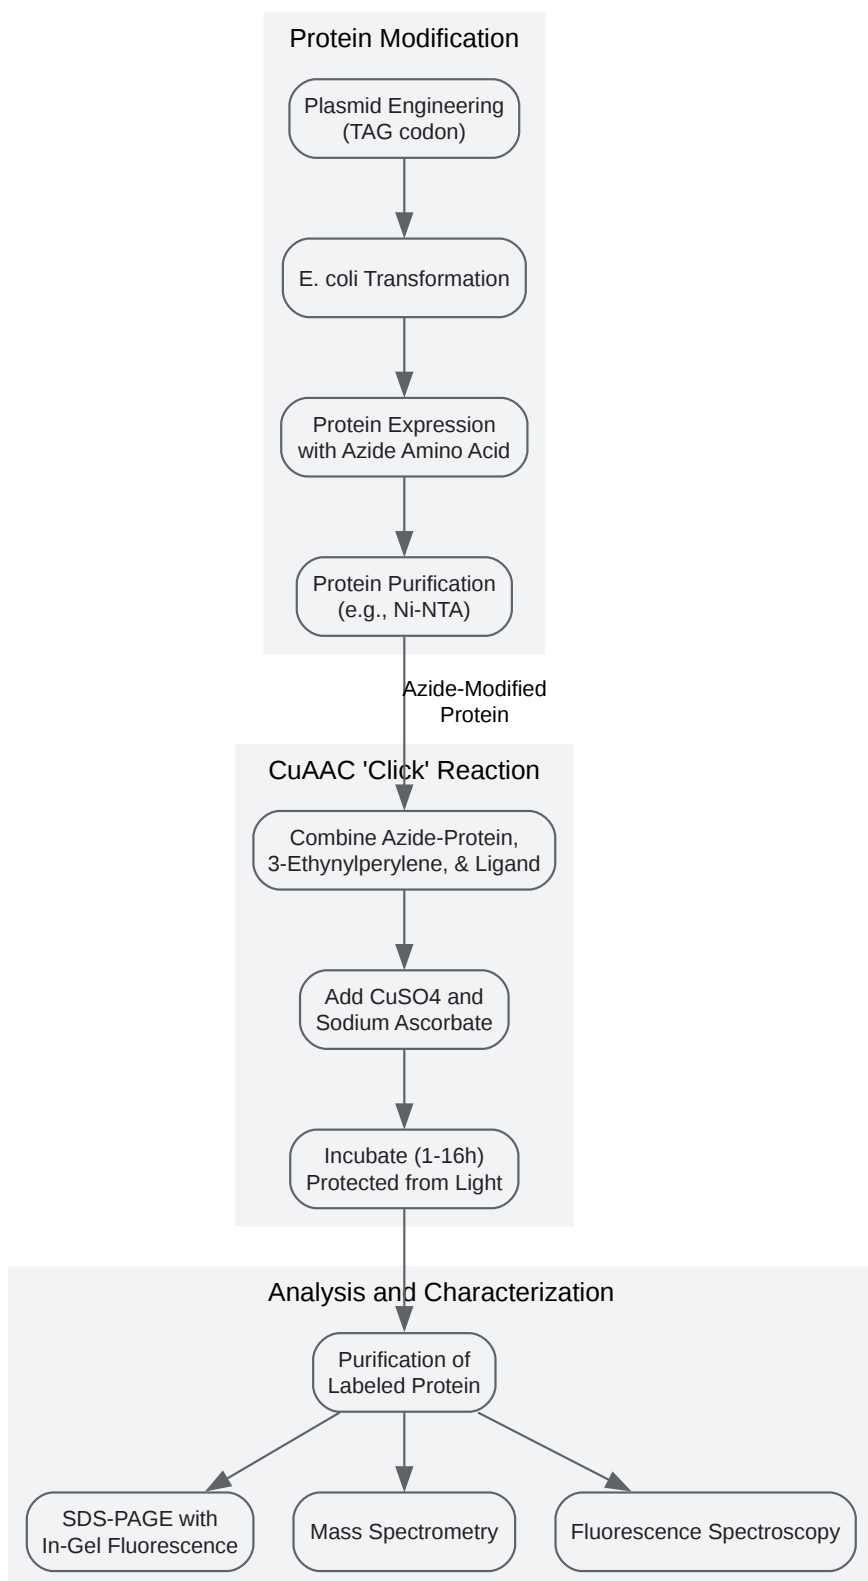 Protein Modification
Plasmid Engineering
(TAG codon)
E. coli Transformation
Protein Expression
with Azide Amino Acid
Protein Purification
(e.g., Ni-NTA)
Azide-Modified
Protein
CuAAC 'Click' Reaction
Combine Azide-Protein,
3-Ethynylperylene, & Ligand
Add CuSO4 and
Sodium Ascorbate
Incubate (1-16h)
Protected from Light
Analysis and Characterization
Purification of
Labeled Protein
SDS-PAGE with
In-Gel Fluorescence
Mass Spectrometry
Fluorescence Spectroscopy